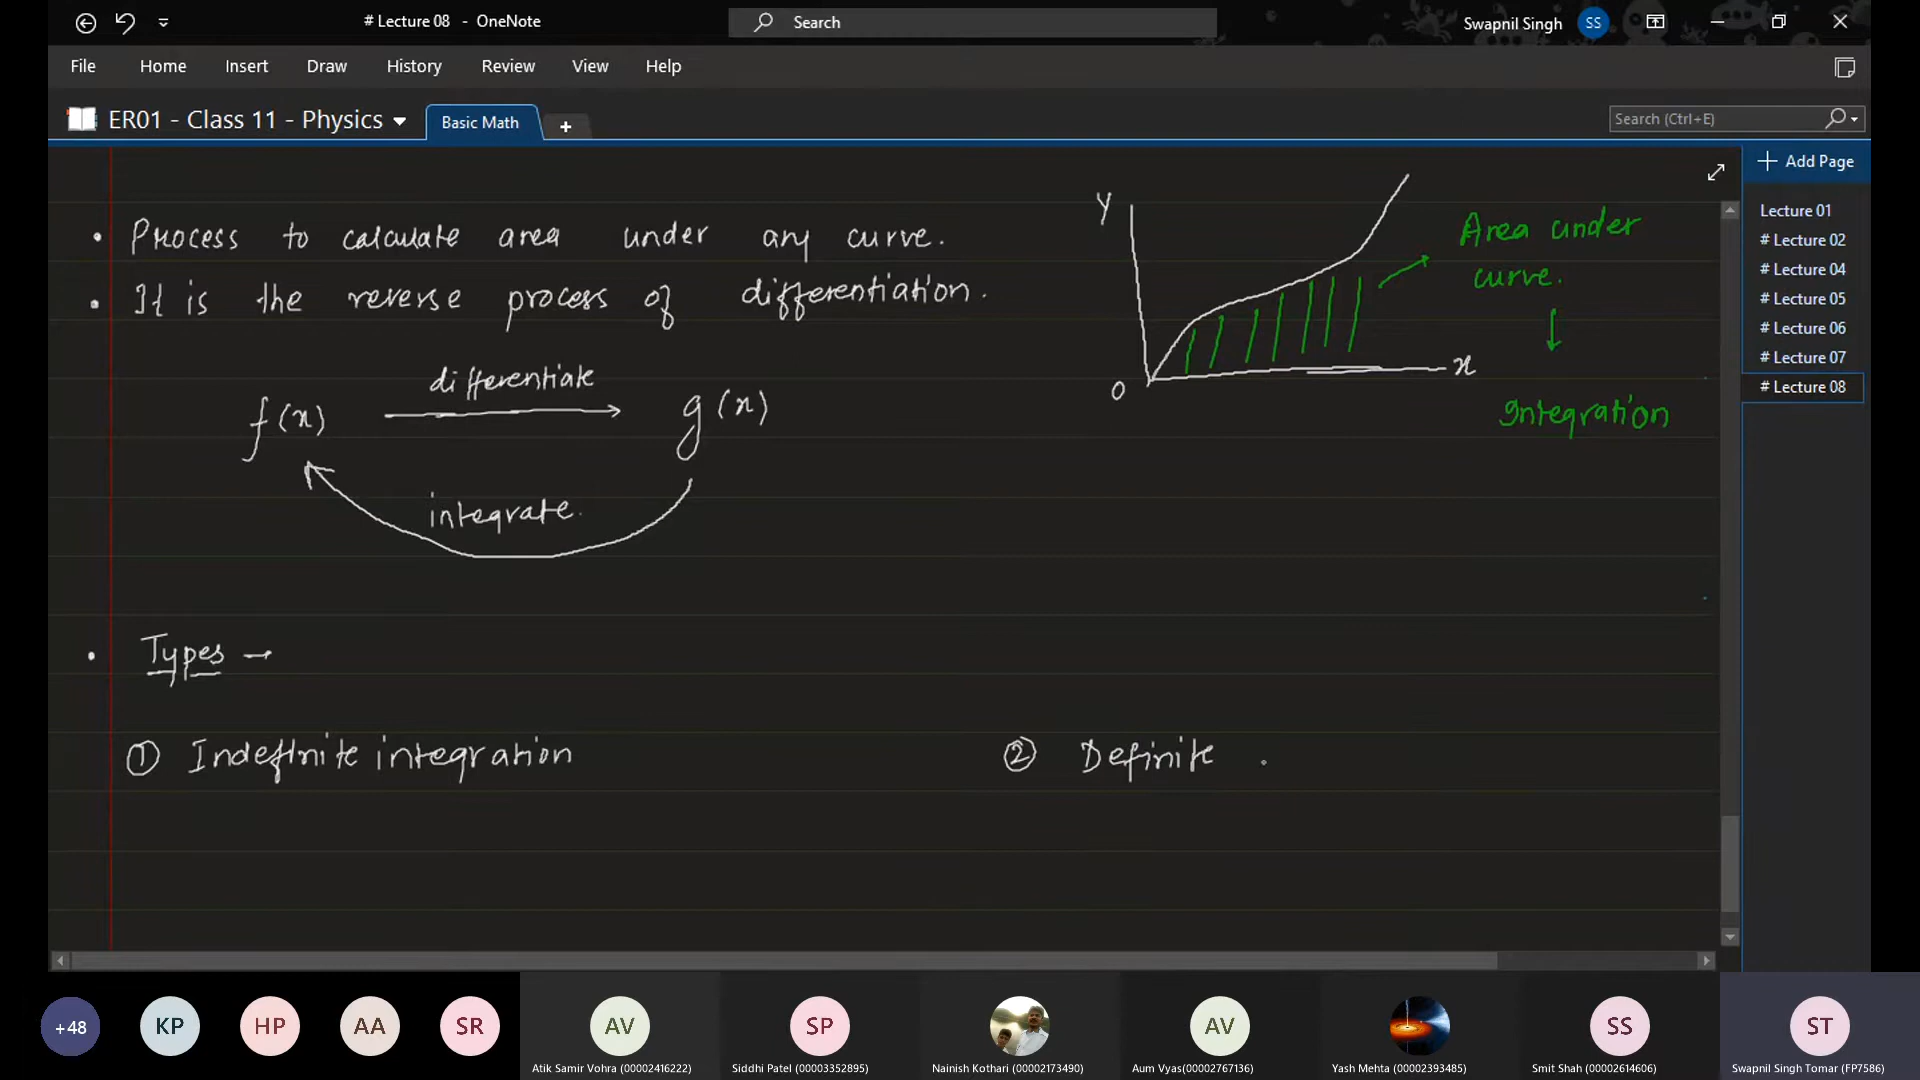 # Lecture 08 - OneNote
Search
Swapnil Singh
SS
File Home Insert Draw History Review View Help
ER01 - Class 11 - Physics
Basic Math
Search (Ctrl+E)
Add Page
Lecture 01
# Lecture 02
# Lecture 04
# Lecture 05
# Lecture 06
# Lecture 07
# Lecture 08
• Process to calculate area under any curve.
• It is the reverse process of differentiation.
differentiate
f(x) → g(x)
integrate.
Y
O
x
Area under
curve.
↓
Integration
• Types –
① Indefinite integration
② Definite
+48
KP
HP
AA
SR
AV
Atik Samir Vohra (00002416222)
SP
Siddhi Patel (00003352895)
Nainish Kothari (00002173490)
AV
Aum Vyas(00002767136)
Yash Mehta (00002393485)
SS
Smit Shah (00002614606)
ST
Swapnil Singh Tomar (FP7586)